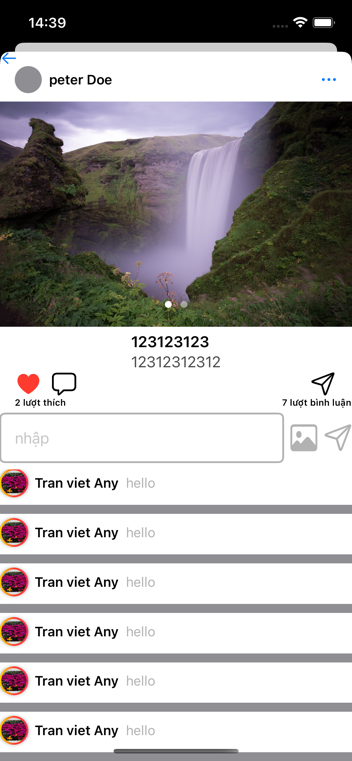 14:39
peter Doe
123123123
12312312312
2 lượt thích
7 lượt bình luận
nhập
Tran viet Any hello
Tran viet Any hello
Tran viet Any hello
Tran viet Any hello
Tran viet Any hello
Tran viet Any hello